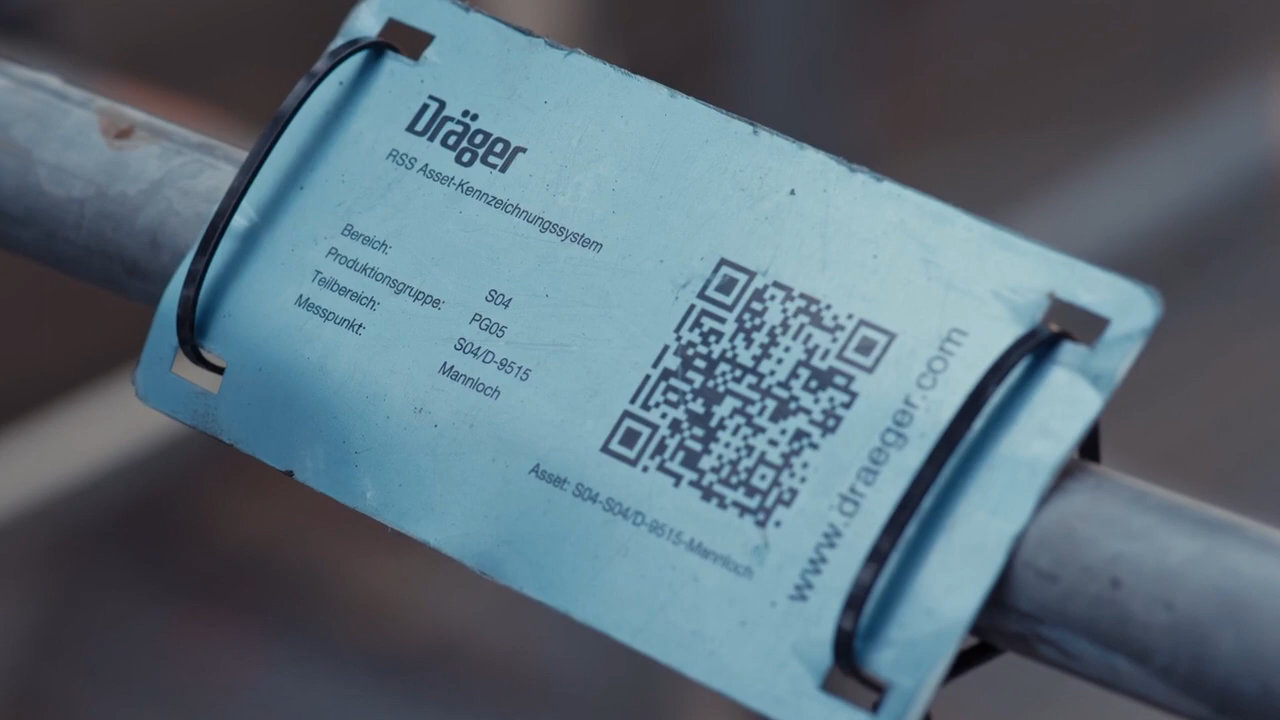 Dräger
RSS Asset-Kennzeichnungssystem
Bereich: S04
Produktionsgruppe: PG05
Teilbereich: S04/D-9515
Messpunkt: Mannloch
Asset: S04-S04/D-9515-Mannloch
www.draeger.com